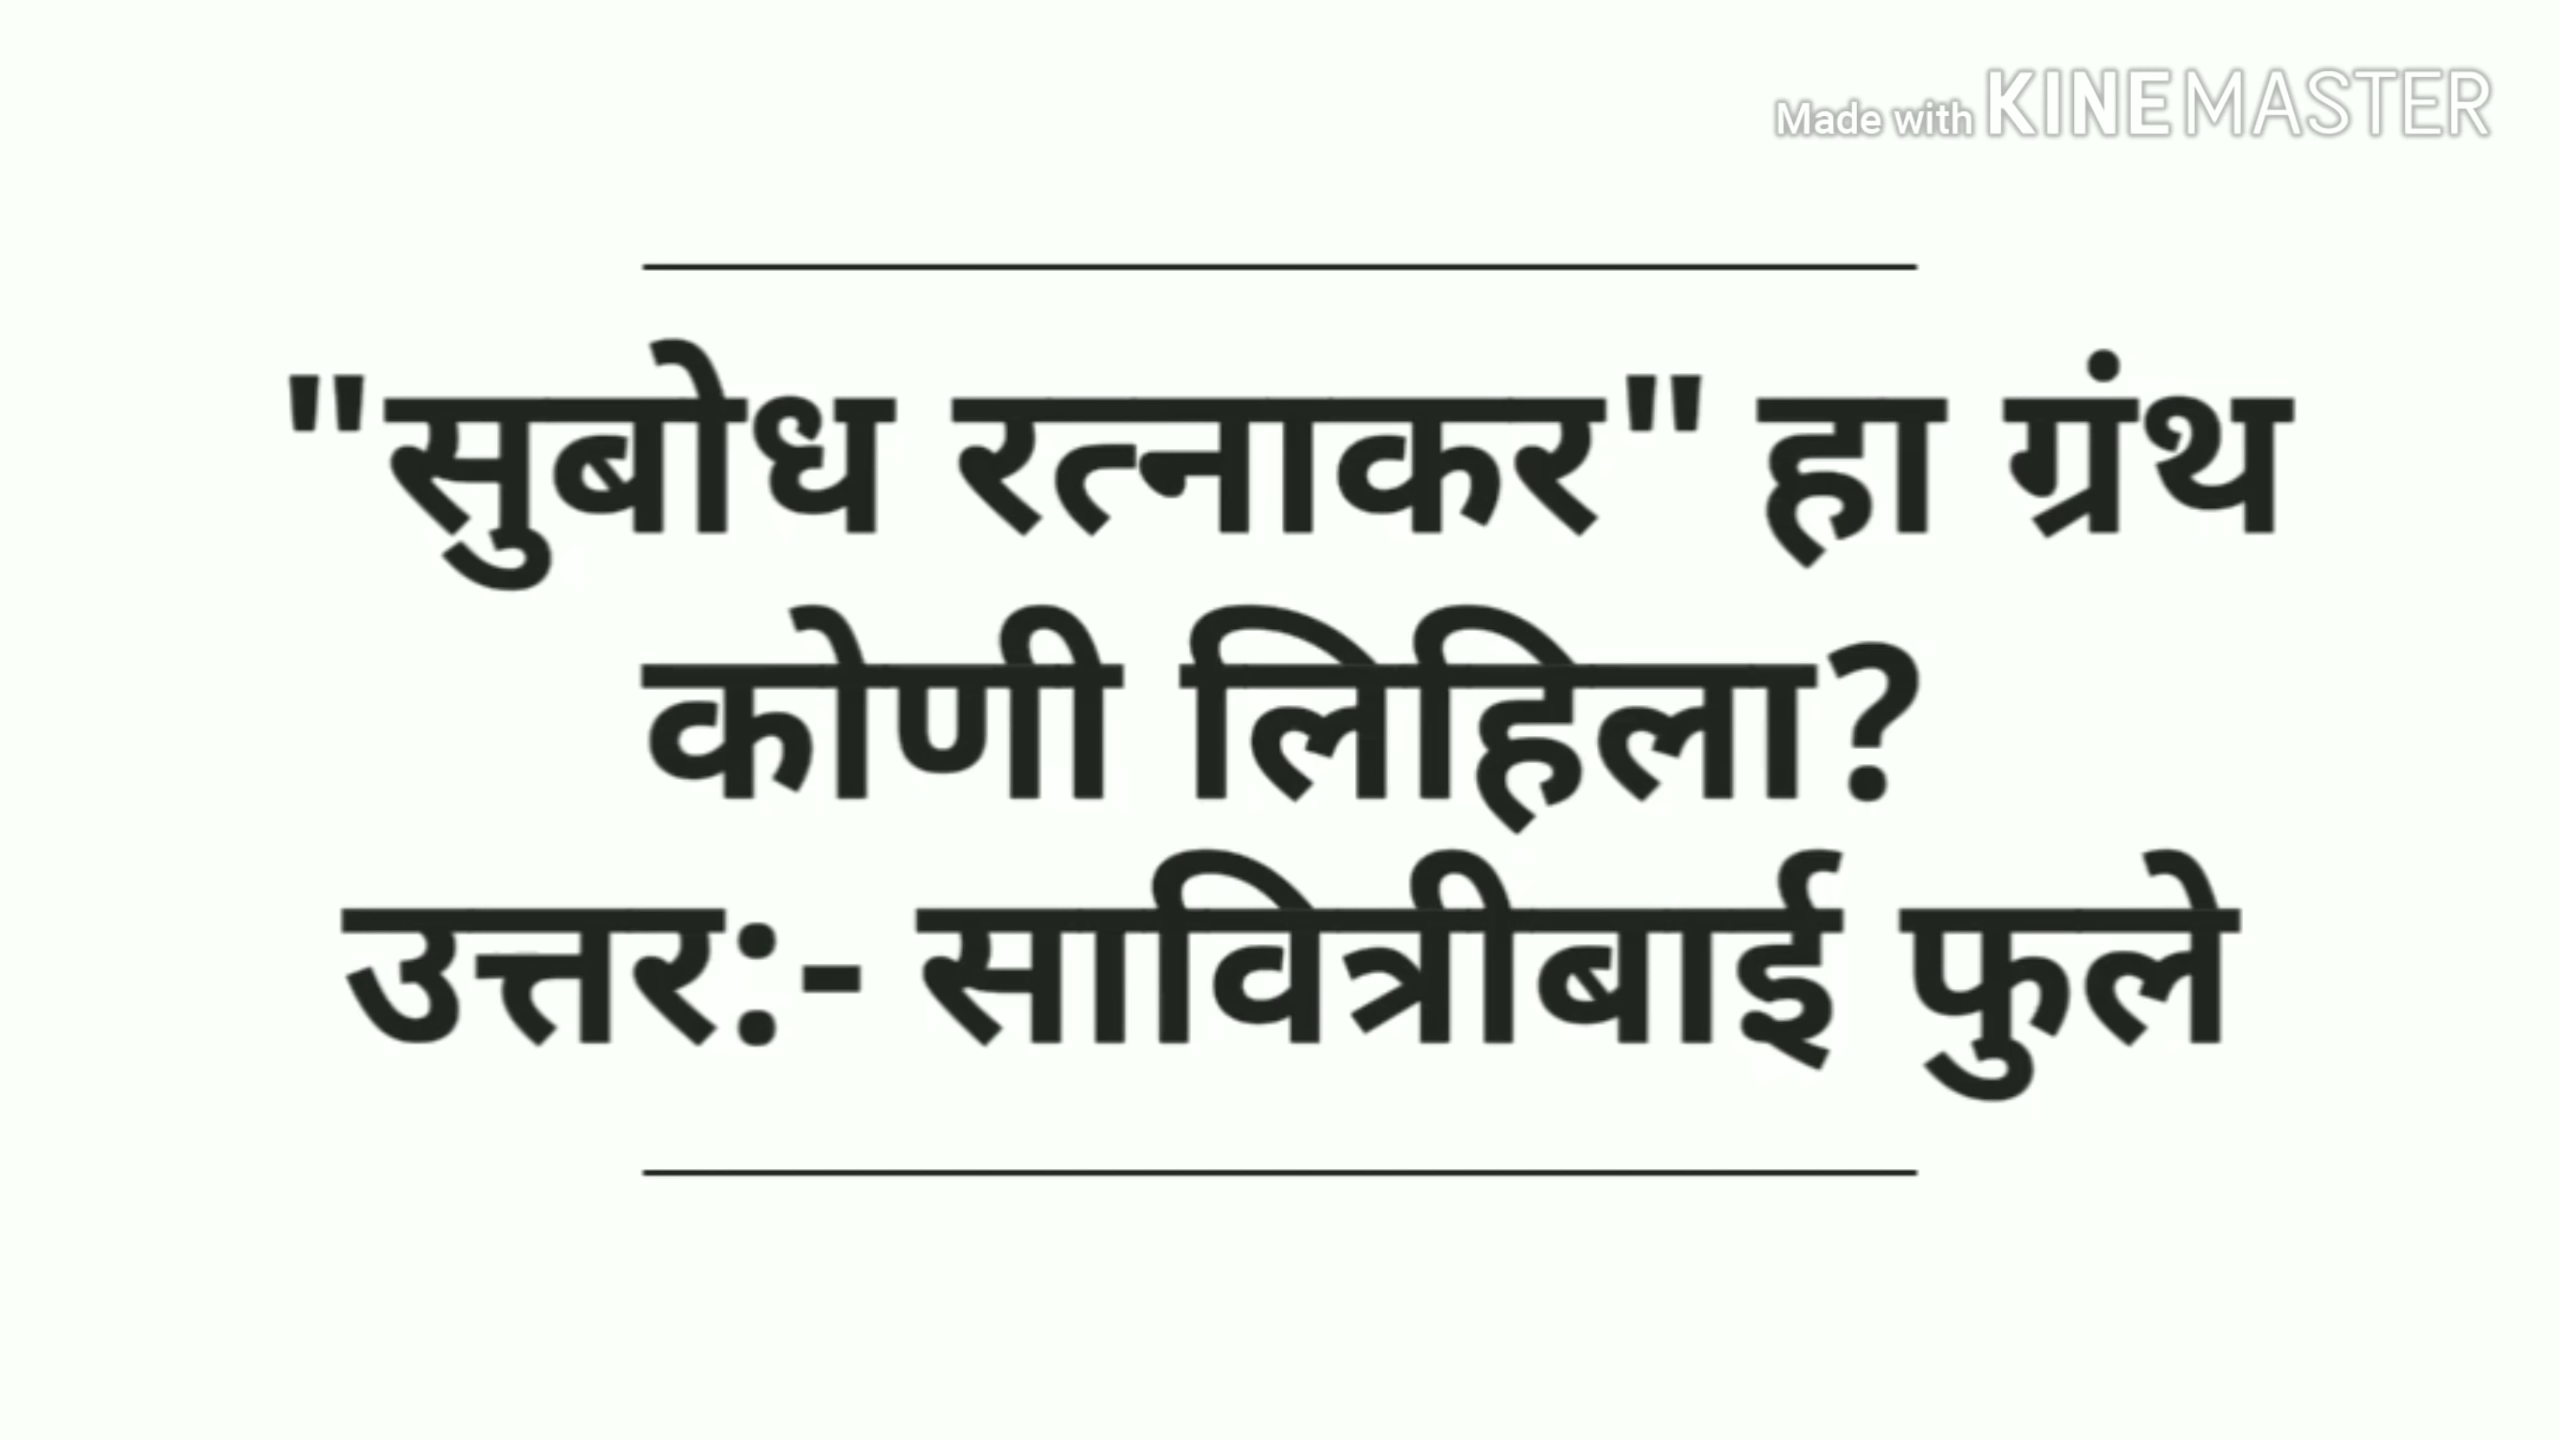 Made with KINEMASTER
"सुबोध रत्नाकर" हा ग्रंथ
कोणी लिहिला?
उत्तर:- सावित्रीबाई फुले